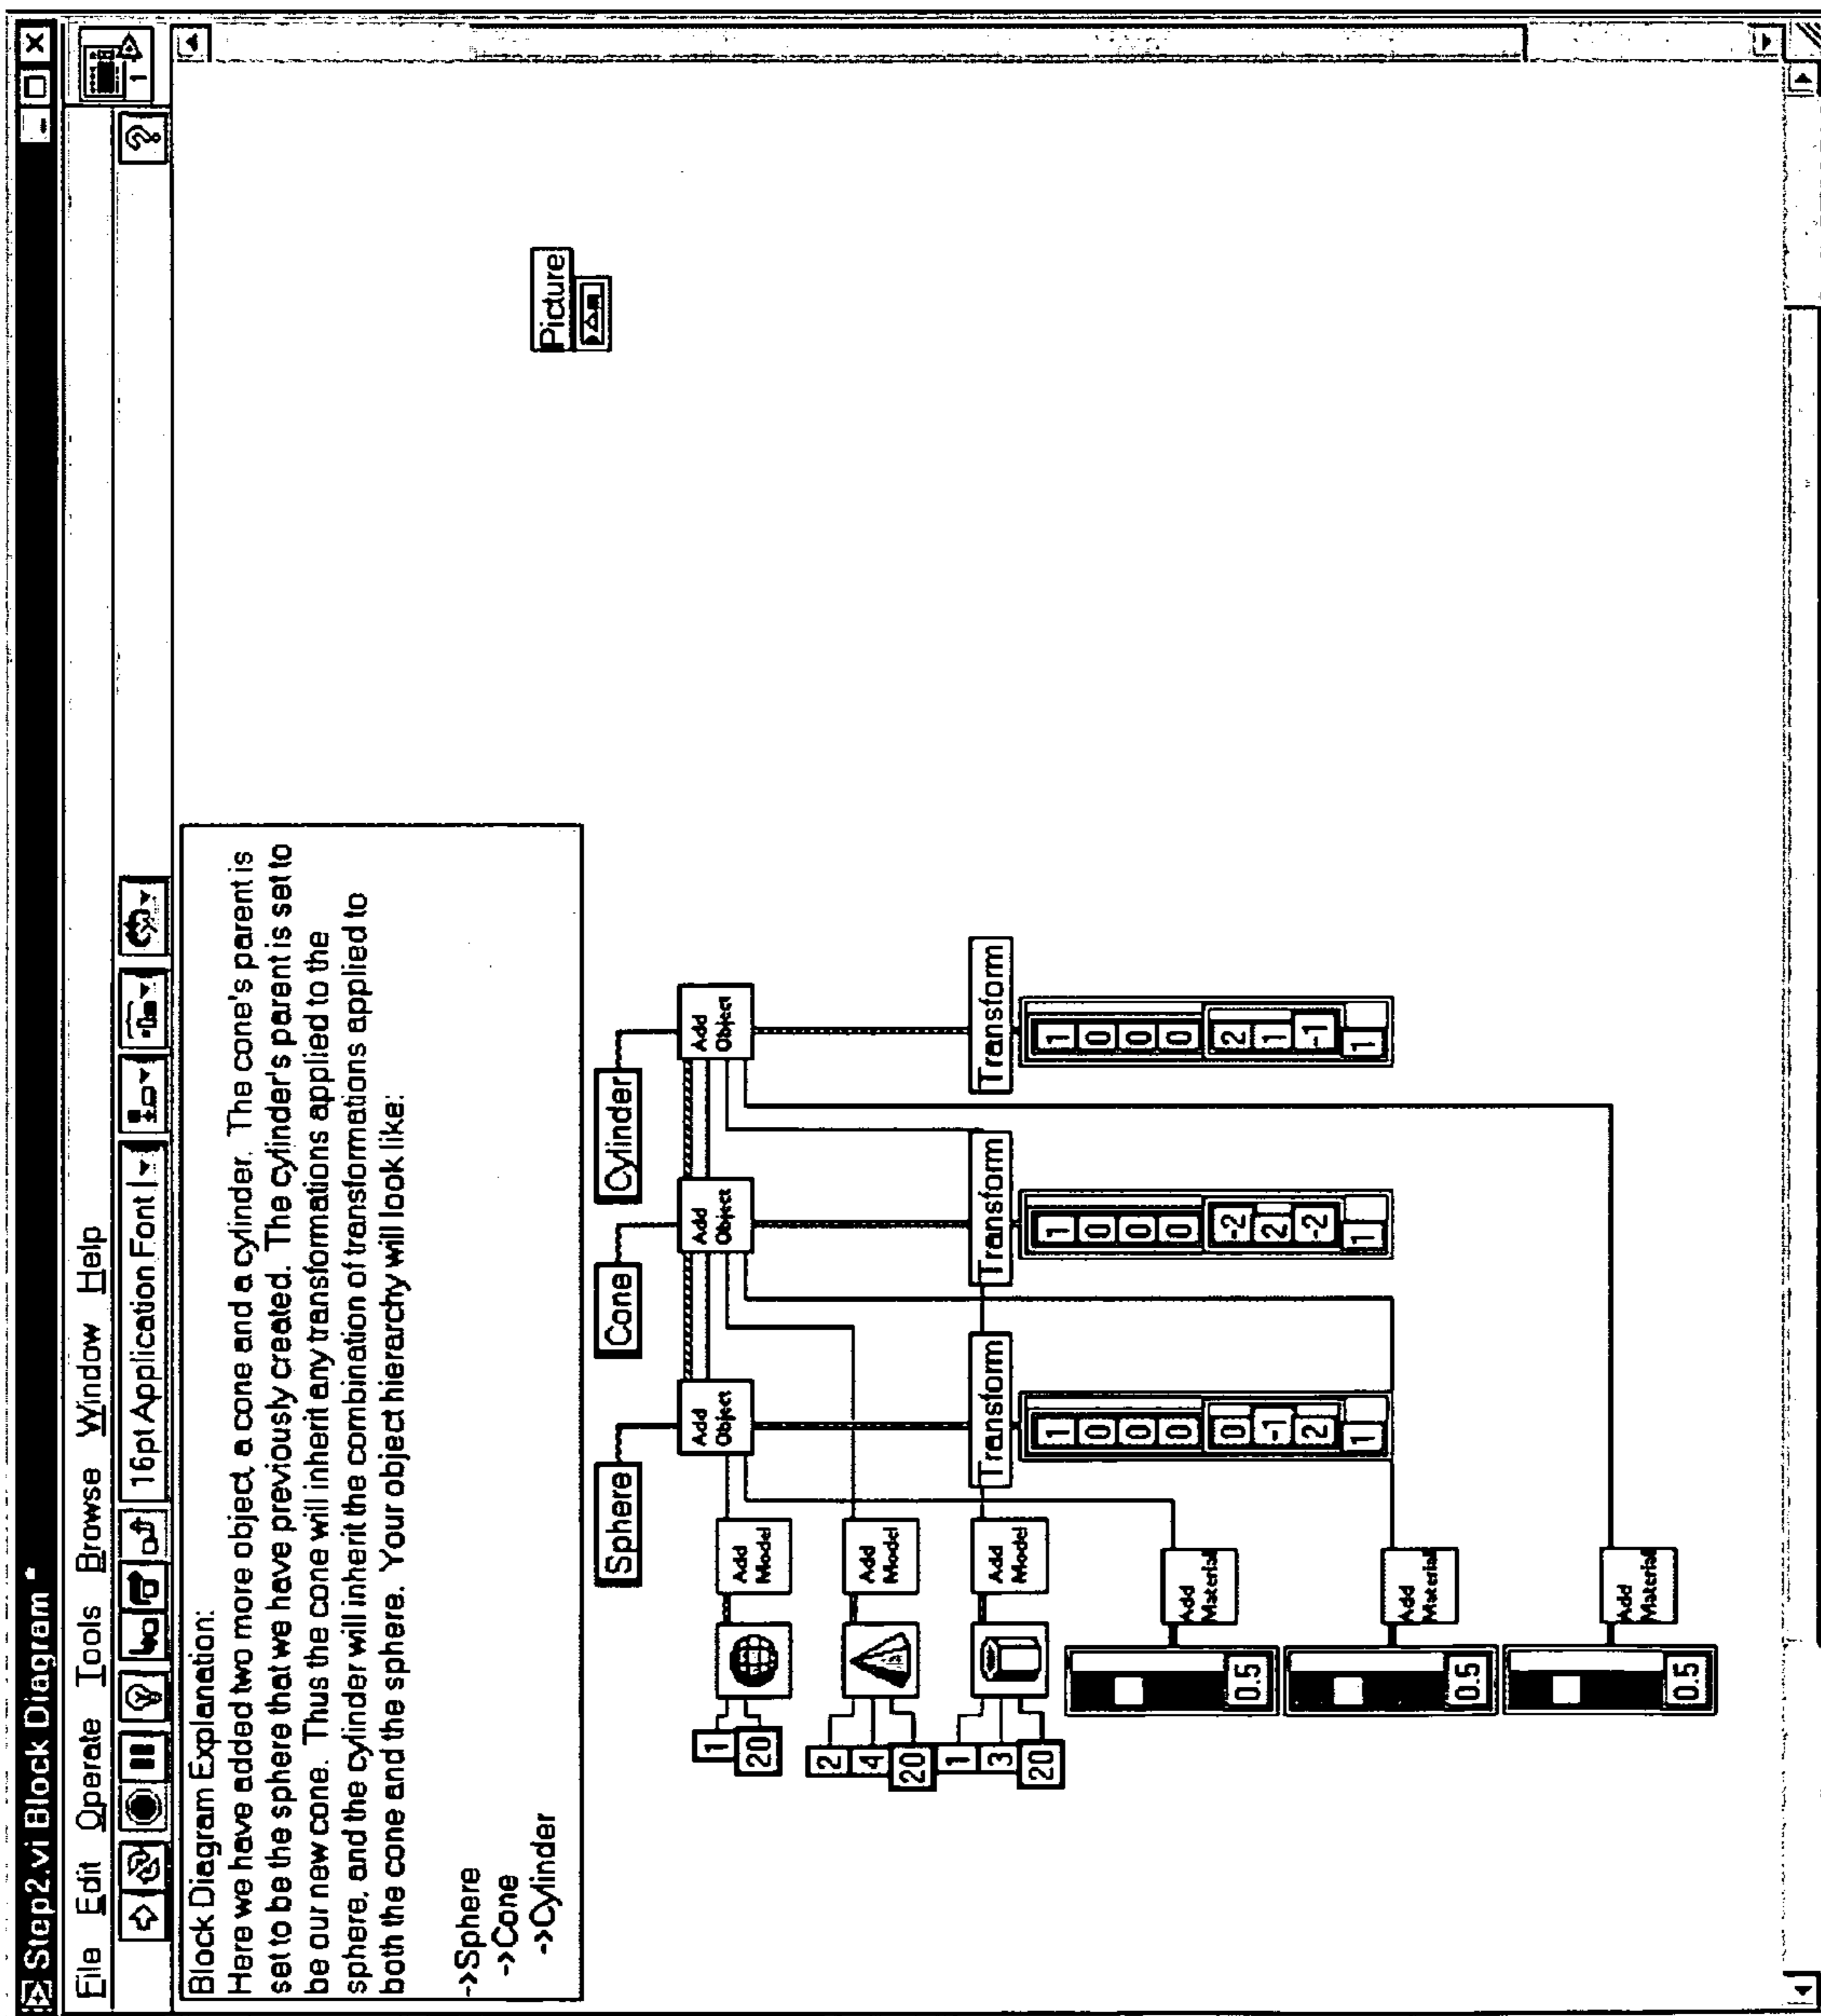 Step2.vi Block Diagram *
File Edit Operate Tools Browse Window Help
16pt Application Font
?
1
Block Diagram Explanation:
Here we have added two more object, a cone and a cylinder. The cone's parent is
set to be the sphere that we have previously created. The cylinder's parent is set to
be our new cone. Thus the cone will inherit any transformations applied to the
sphere, and the cylinder will inherit the combination of transformations applied to
both the cone and the sphere. Your object hierarchy will look like:
->Sphere
->Cone
->Cylinder
Picture
Sphere
Cone
Cylinder
Add
Object
Add
Object
Add
Object
1
20
Add
Model
2
4
20
Add
Model
1
3
20
Add
Model
Transform
Transform
Transform
1
0
0
0
0
-1
2
1
1
0
0
0
-2
2
-2
1
1
0
0
0
2
1
-1
1
0.5
Add
Material
0.5
Add
Material
0.5
Add
Material